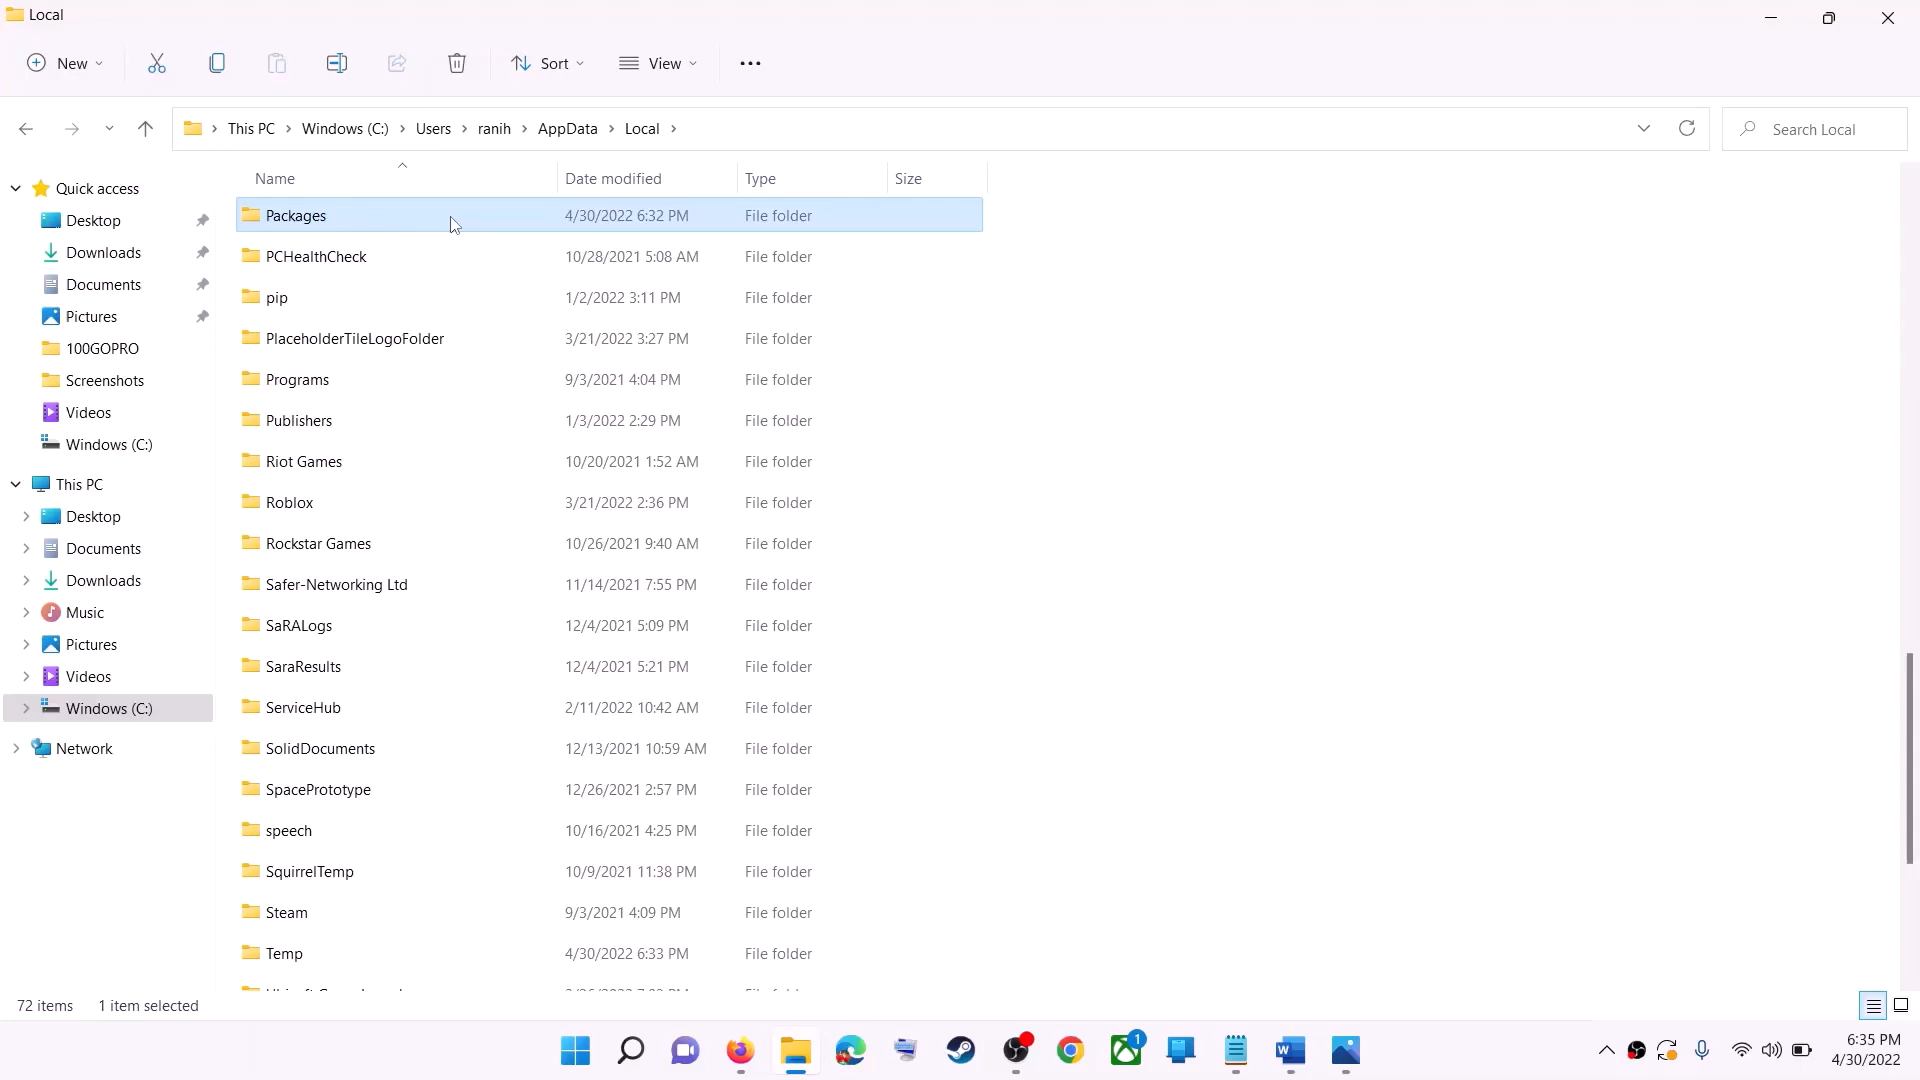 Local
New
Sort
View
This PC > Windows (C:) > Users > ranih > AppData > Local >
Search Local
Name Date modified Type Size
Quick access
Desktop
Downloads
Documents
Pictures
100GOPRO
Screenshots
Videos
Windows (C:)
This PC
Desktop
Documents
Downloads
Music
Pictures
Videos
Windows (C:)
Network
Packages 4/30/2022 6:32 PM File folder
PCHealthCheck 10/28/2021 5:08 AM File folder
pip 1/2/2022 3:11 PM File folder
PlaceholderTileLogoFolder 3/21/2022 3:27 PM File folder
Programs 9/3/2021 4:04 PM File folder
Publishers 1/3/2022 2:29 PM File folder
Riot Games 10/20/2021 1:52 AM File folder
Roblox 3/21/2022 2:36 PM File folder
Rockstar Games 10/26/2021 9:40 AM File folder
Safer-Networking Ltd 11/14/2021 7:55 PM File folder
SaRALogs 12/4/2021 5:09 PM File folder
SaraResults 12/4/2021 5:21 PM File folder
ServiceHub 2/11/2022 10:42 AM File folder
SolidDocuments 12/13/2021 10:59 AM File folder
SpacePrototype 12/26/2021 2:57 PM File folder
speech 10/16/2021 4:25 PM File folder
SquirrelTemp 10/9/2021 11:38 PM File folder
Steam 9/3/2021 4:09 PM File folder
Temp 4/30/2022 6:33 PM File folder
72 items 1 item selected
1
6:35 PM
4/30/2022